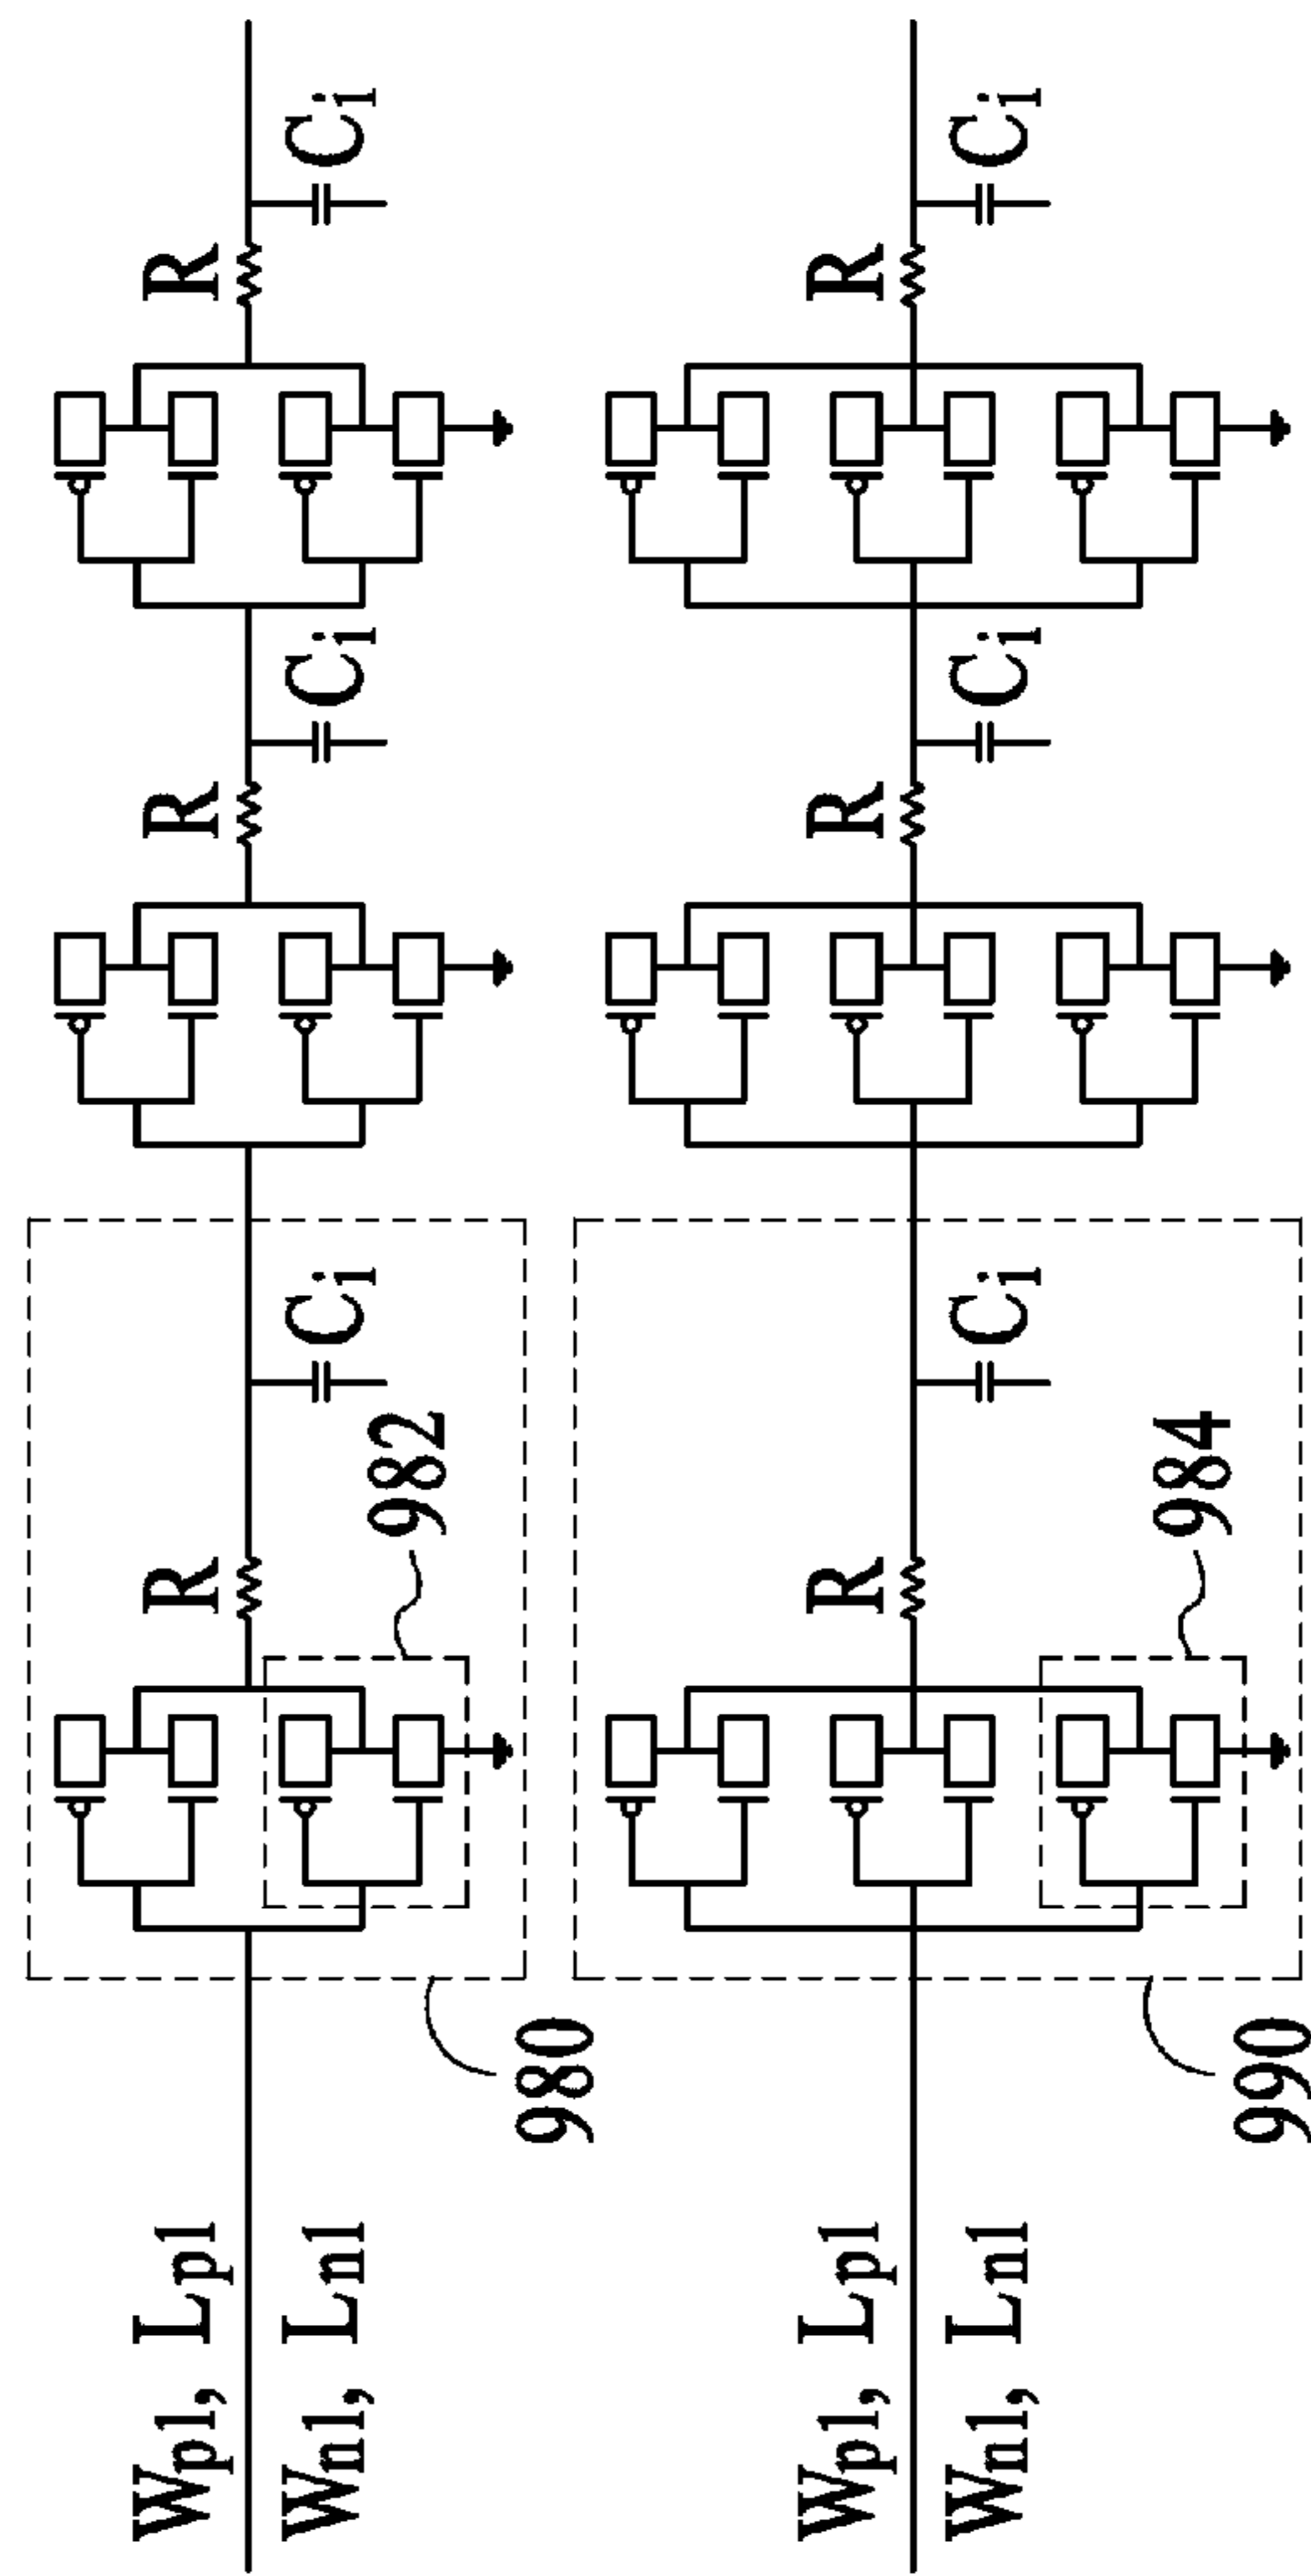 Wp1, Lp1
Wn1, Ln1
980
R
982
Ci
R
Ci
R
Ci
Wp1, Lp1
Wn1, Ln1
990
R
984
Ci
R
Ci
R
Ci